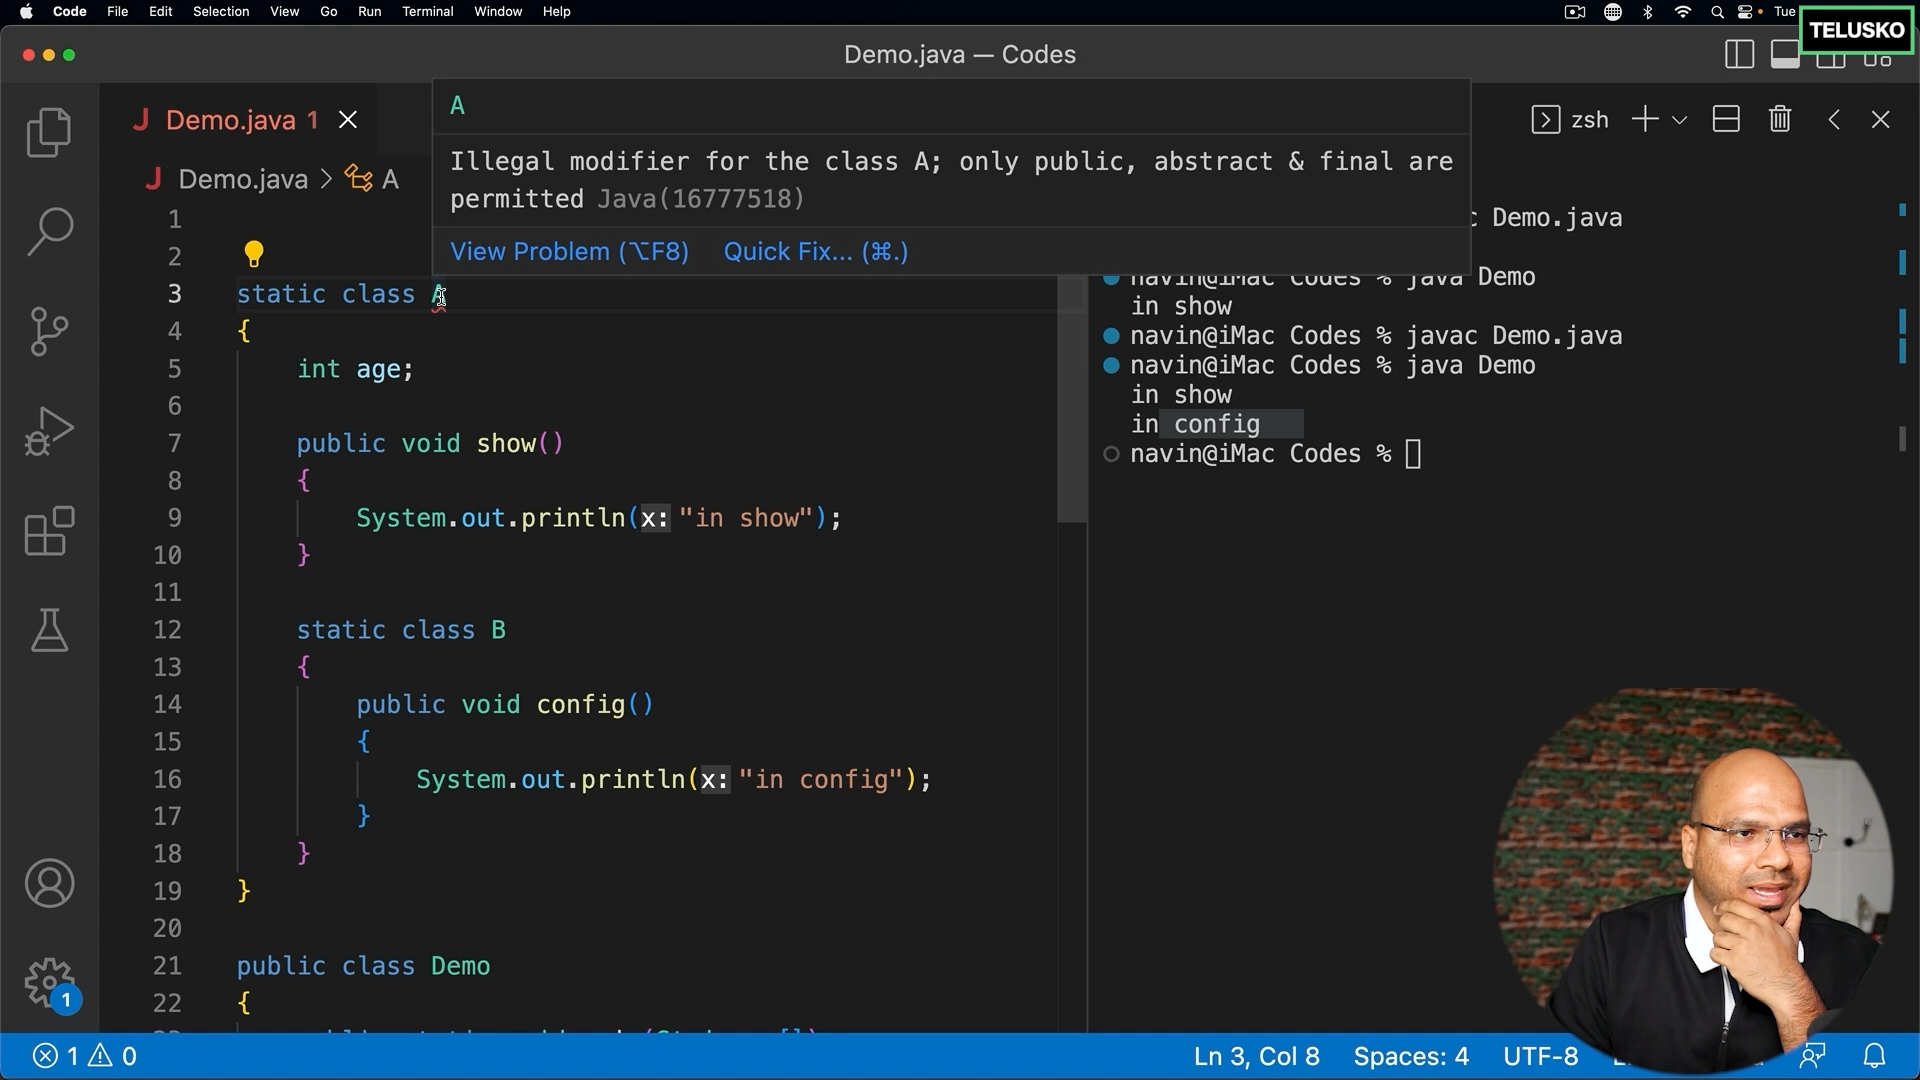 Code File Edit Selection View Go Run Terminal Window Help
Tue
TELUSKO
Demo.java — Codes
Demo.java 1
zsh
Demo.java > A
A
Illegal modifier for the class A; only public, abstract & final are
permitted Java(16777518)
View Problem (⌥F8) Quick Fix... (⌘.)
1
2
3 static class A
4 {
5 int age;
6
7 public void show()
8 {
9 System.out.println(x: "in show");
10 }
11
12 static class B
13 {
14 public void config()
15 {
16 System.out.println(x: "in config");
17 }
18 }
19 }
20
21 public class Demo
22 {
Demo.java
navin@iMac Codes % java Demo
in show
navin@iMac Codes % javac Demo.java
navin@iMac Codes % java Demo
in show
in config
navin@iMac Codes %
1
1 0
Ln 3, Col 8 Spaces: 4 UTF-8